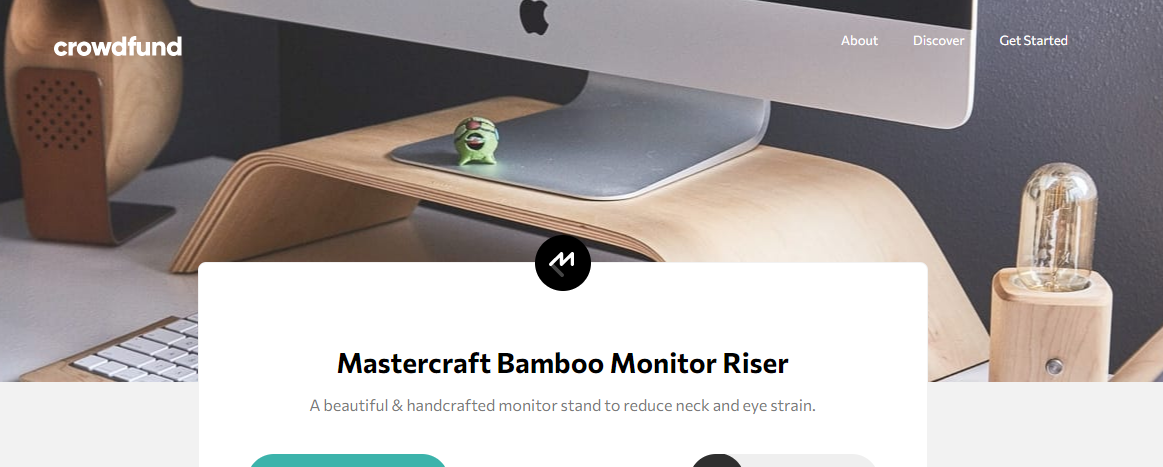 crowdfund
About
Discover
Get Started
Mastercraft Bamboo Monitor Riser
A beautiful & handcrafted monitor stand to reduce neck and eye strain.